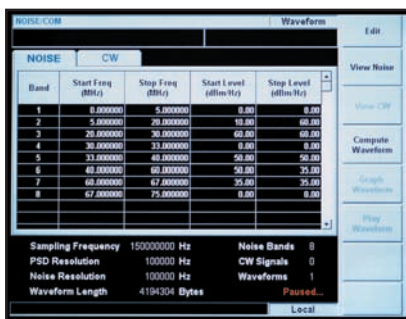 NOISE COM Waveform
NOISE CW
Band Start Freq (MHz) Stop Freq (MHz) Start Level (dBm/Hz) Stop Level (dBm/Hz)
1 0.000000 5.000000 0.00 0.00
2 5.000000 20.000000 10.00 60.00
3 20.000000 30.000000 60.00 60.00
4 30.000000 33.000000 0.00 0.00
5 33.000000 40.000000 50.00 50.00
6 40.000000 60.000000 50.00 35.00
7 60.000000 67.000000 35.00 35.00
8 67.000000 75.000000 0.00 0.00
Sampling Frequency 150000000 Hz Noise Bands 8
PSD Resolution 100000 Hz CW Signals 0
Noise Resolution 100000 Hz Waveforms 1
Waveform Length 4194304 Bytes Paused...
Local
Edit
View Noise
View CW
Compute Waveform
Graph Waveform
Play Waveform